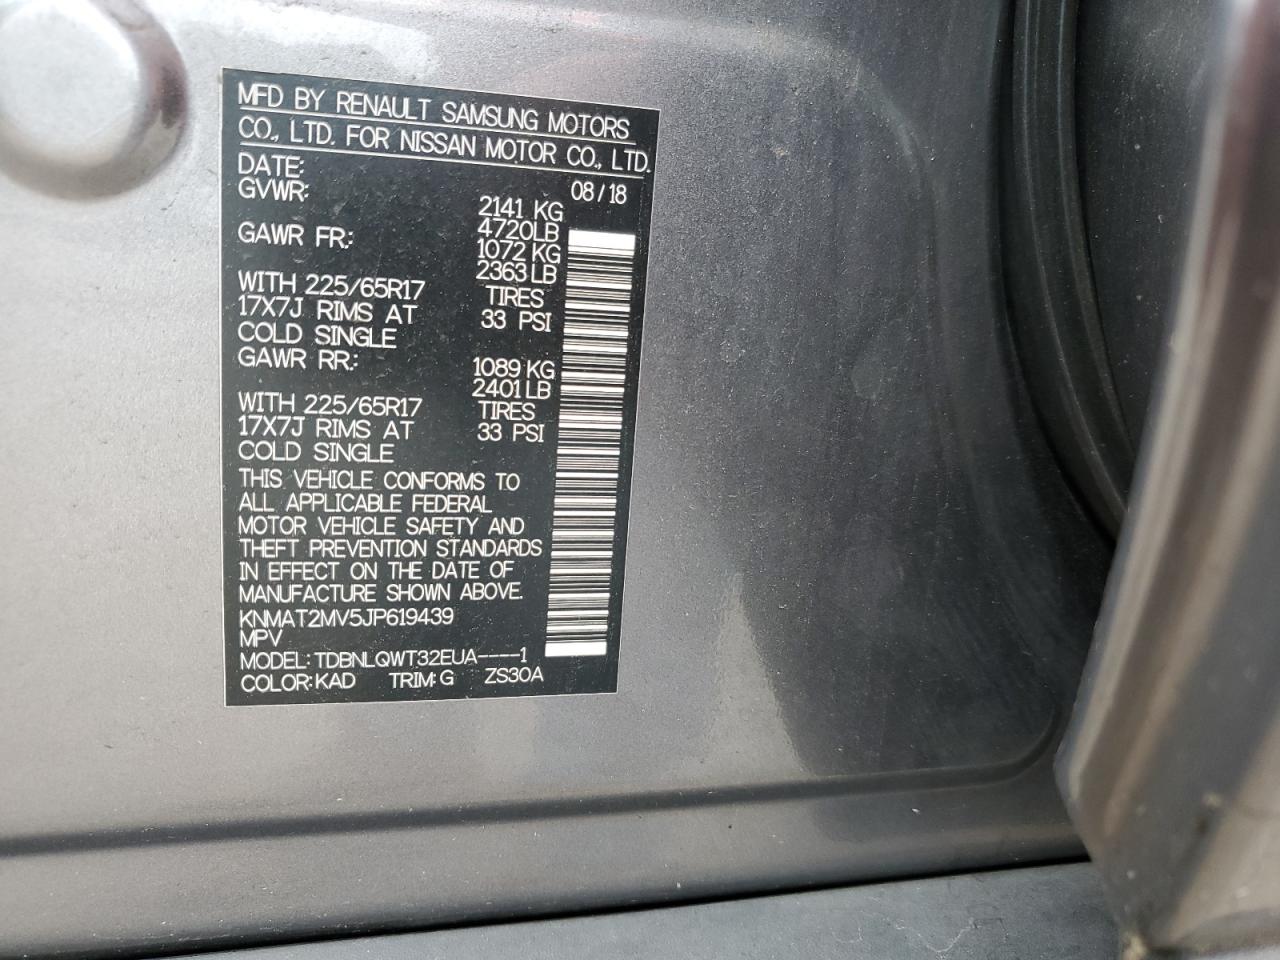 MFD BY RENAULT SAMSUNG MOTORS
CO., LTD. FOR NISSAN MOTOR CO., LTD.
DATE: 08/18
GVWR: 2141 KG
4720LB
GAWR FR: 1072 KG
2363LB
WITH 225/65R17 TIRES
17X7J RIMS AT 33 PSI
COLD SINGLE
GAWR RR: 1089 KG
2401LB
WITH 225/65R17 TIRES
17X7J RIMS AT 33 PSI
COLD SINGLE
THIS VEHICLE CONFORMS TO
ALL APPLICABLE FEDERAL
MOTOR VEHICLE SAFETY AND
THEFT PREVENTION STANDARDS
IN EFFECT ON THE DATE OF
MANUFACTURE SHOWN ABOVE.
KNMAT2MV5JP619439
MPV
MODEL: TDBNLQWT32EUA----1
COLOR: KAD TRIM: G ZS30A